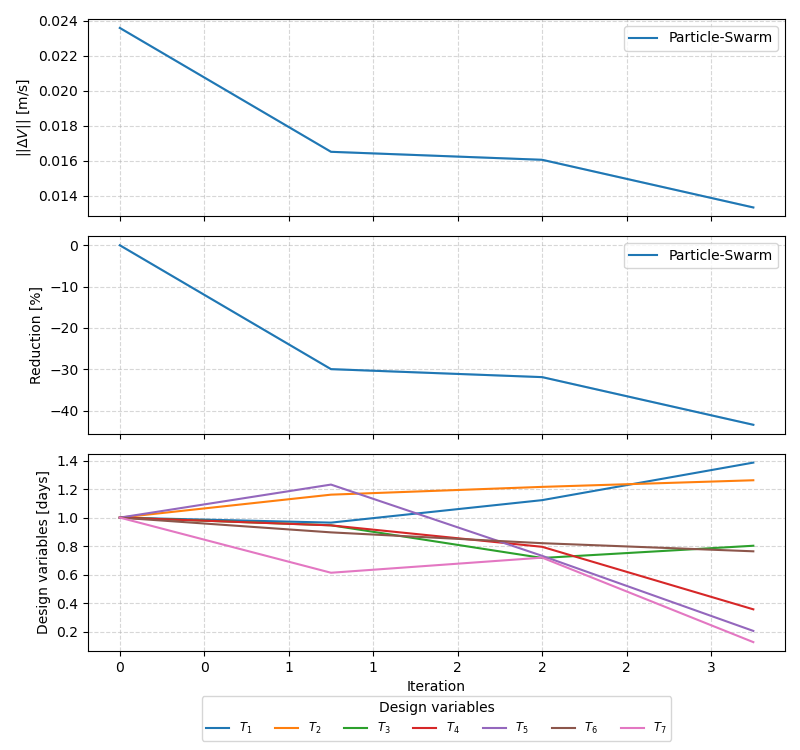 0.024
0.022
0.020
0.018
0.016
0.014
||ΔV|| [m/s]
Particle-Swarm
0
−10
−20
−30
−40
Reduction [%]
Particle-Swarm
1.4
1.2
1.0
0.8
0.6
0.4
0.2
Design variables [days]
0 0 1 1 2 2 2 3
Iteration
Design variables
T1 T2 T3 T4 T5 T6 T7